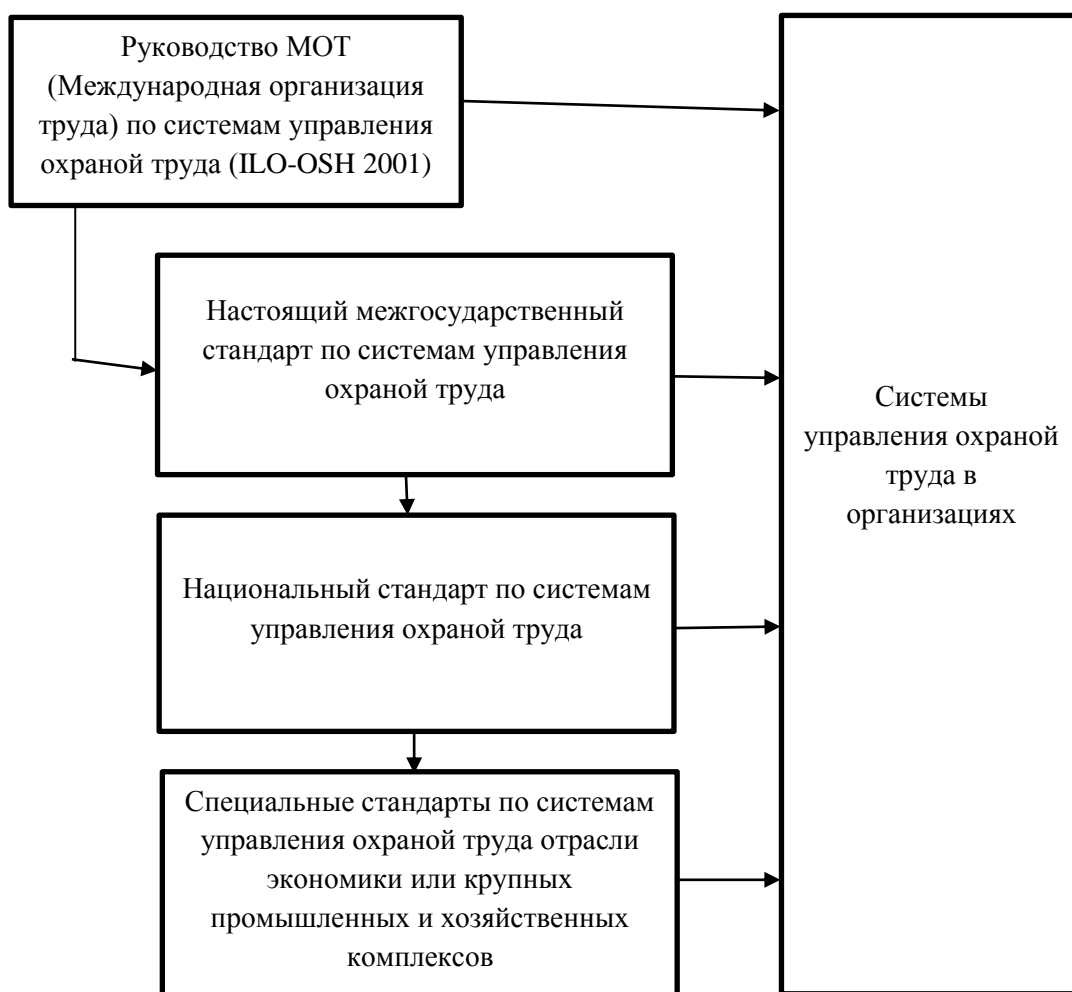 Руководство МОТ
(Международная организация
труда) по системам управления
охраной труда (ILO-OSH 2001)
Настоящий межгосударственный
стандарт по системам управления
охраной труда
Национальный стандарт по системам
управления охраной труда
Специальные стандарты по системам
управления охраной труда отрасли
экономики или крупных
промышленных и хозяйственных
комплексов
Системы
управления охраной
труда в
организациях